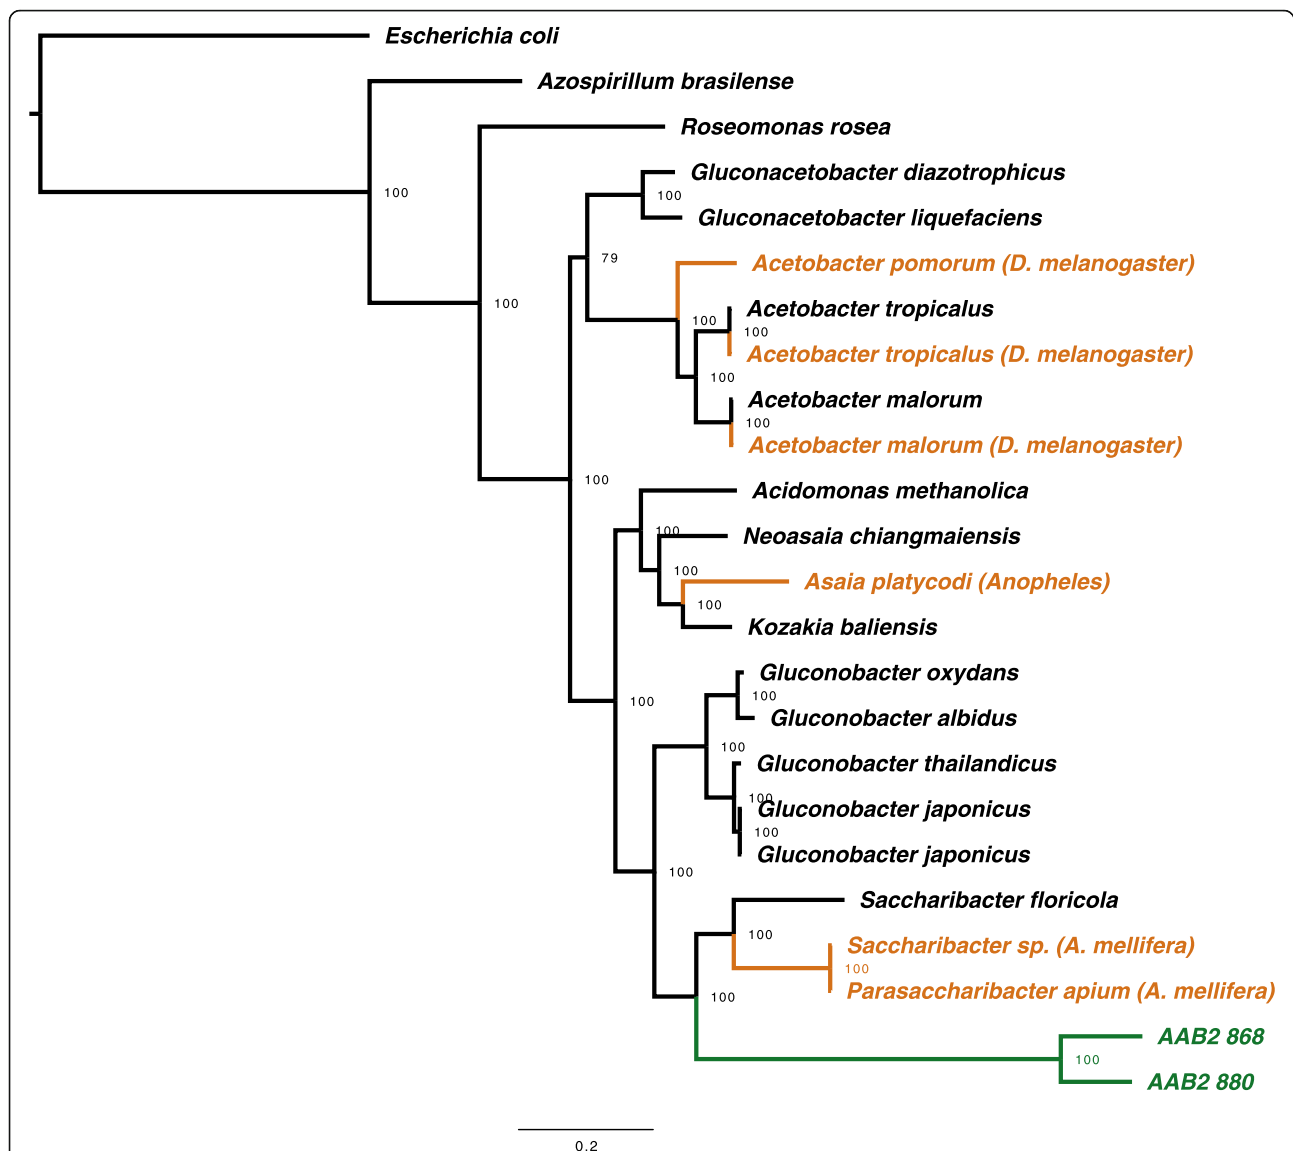 Escherichia coli
Azospirillum brasilense
Roseomonas rosea
Gluconacetobacter diazotrophicus
100
100
Gluconacetobacter liquefaciens
79
Acetobacter pomorum (D. melanogaster)
100
Acetobacter tropicalus
100
100
Acetobacter tropicalus (D. melanogaster)
100
Acetobacter malorum
100
Acetobacter malorum (D. melanogaster)
100
Acidomonas methanolica
100
Neoasaia chiangmaiensis
100
Asaia platycodi (Anopheles)
100
Kozakia baliensis
Gluconobacter oxydans
100
100
Gluconobacter albidus
100
Gluconobacter thailandicus
100
Gluconobacter japonicus
100
Gluconobacter japonicus
100
Saccharibacter floricola
100
Saccharibacter sp. (A. mellifera)
100
Parasaccharibacter apium (A. mellifera)
100
AAB2 868
100
AAB2 880
0.2